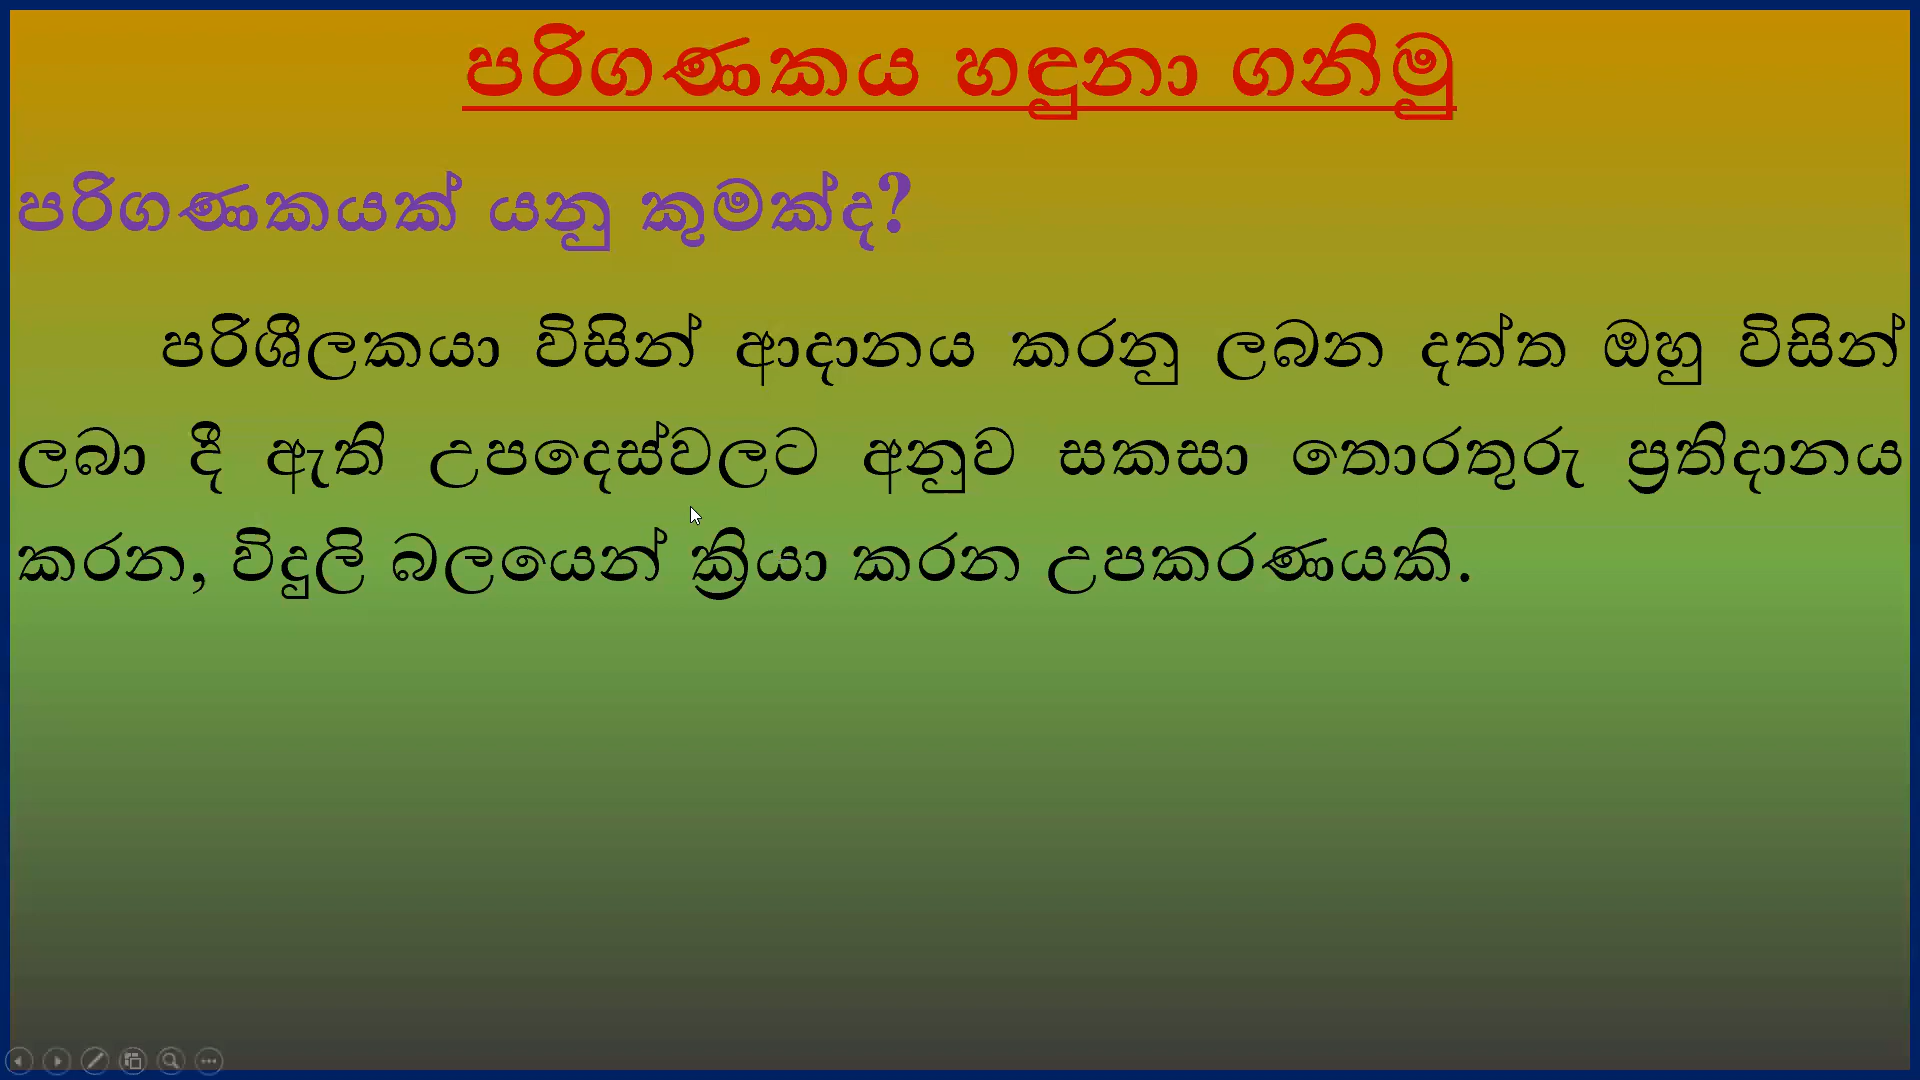 පරිගණකය හඳුනා ගනිමු
පරිගණකයක් යනු කුමක්ද?
පරිශීලකයා විසින් ආදානය කරනු ලබන දත්ත ඔහු විසින්
ලබා දී ඇති උපදෙස්වලට අනුව සකසා තොරතුරු ප්‍රතිදානය
කරන, විදුලි බලයෙන් ක්‍රියා කරන උපකරණයකි.